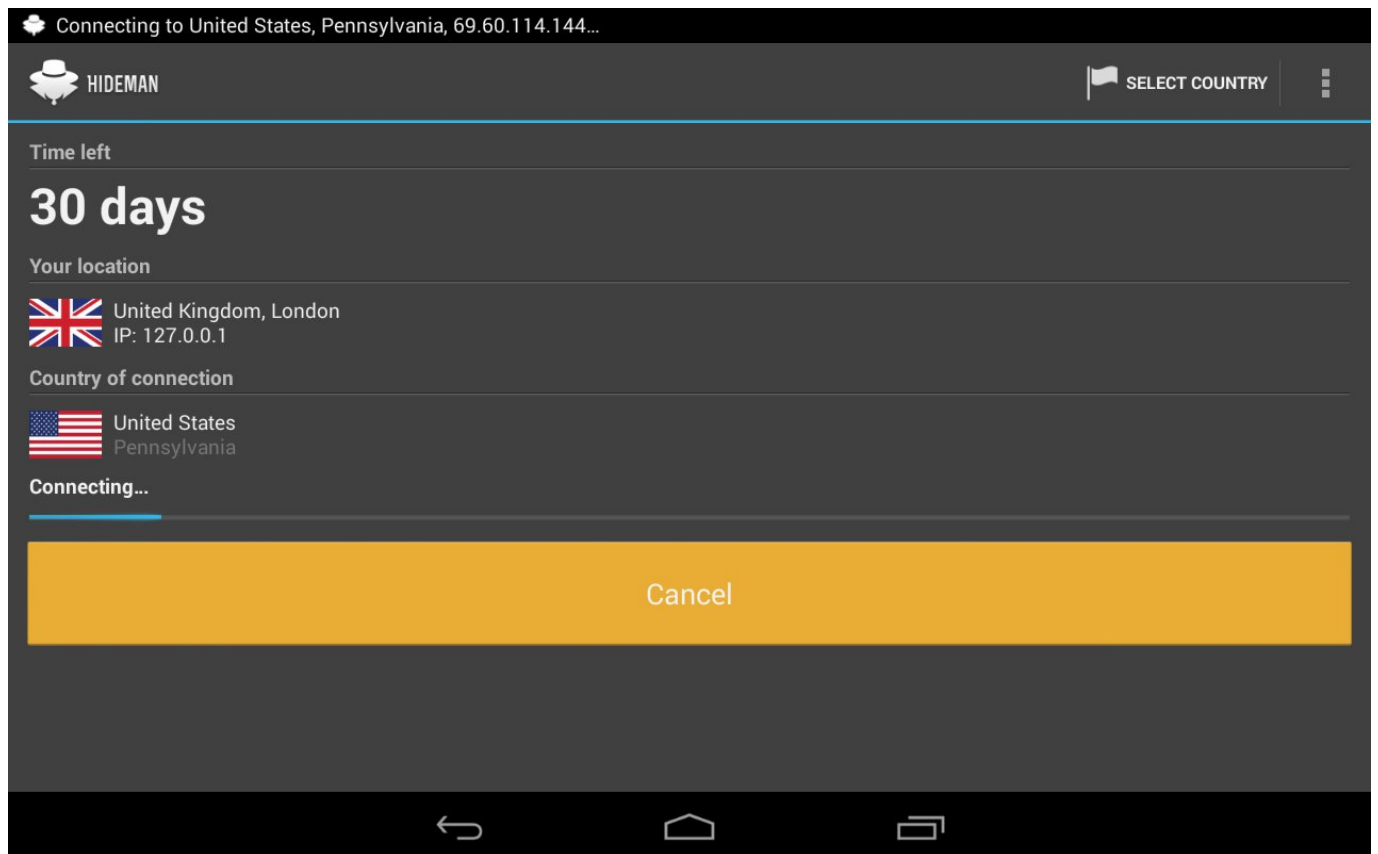 Connecting to United States, Pennsylvania, 69.60.114.144...
HIDEMAN
SELECT COUNTRY
Time left
30 days
Your location
United Kingdom, London
IP: 127.0.0.1
Country of connection
United States
Pennsylvania
Connecting...
Cancel